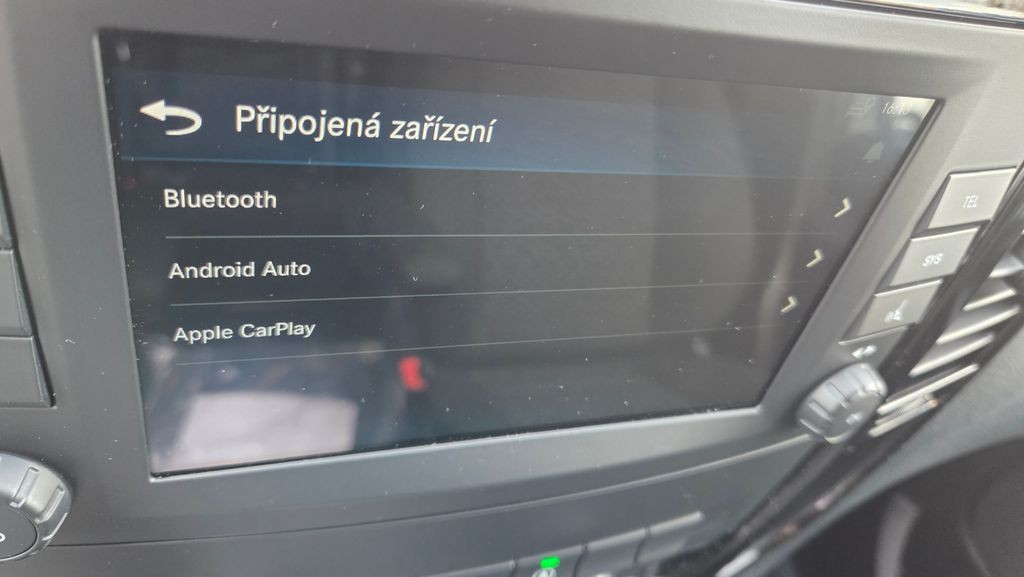 Připojená zařízení
Bluetooth
Android Auto
Apple CarPlay
TEL
SYS